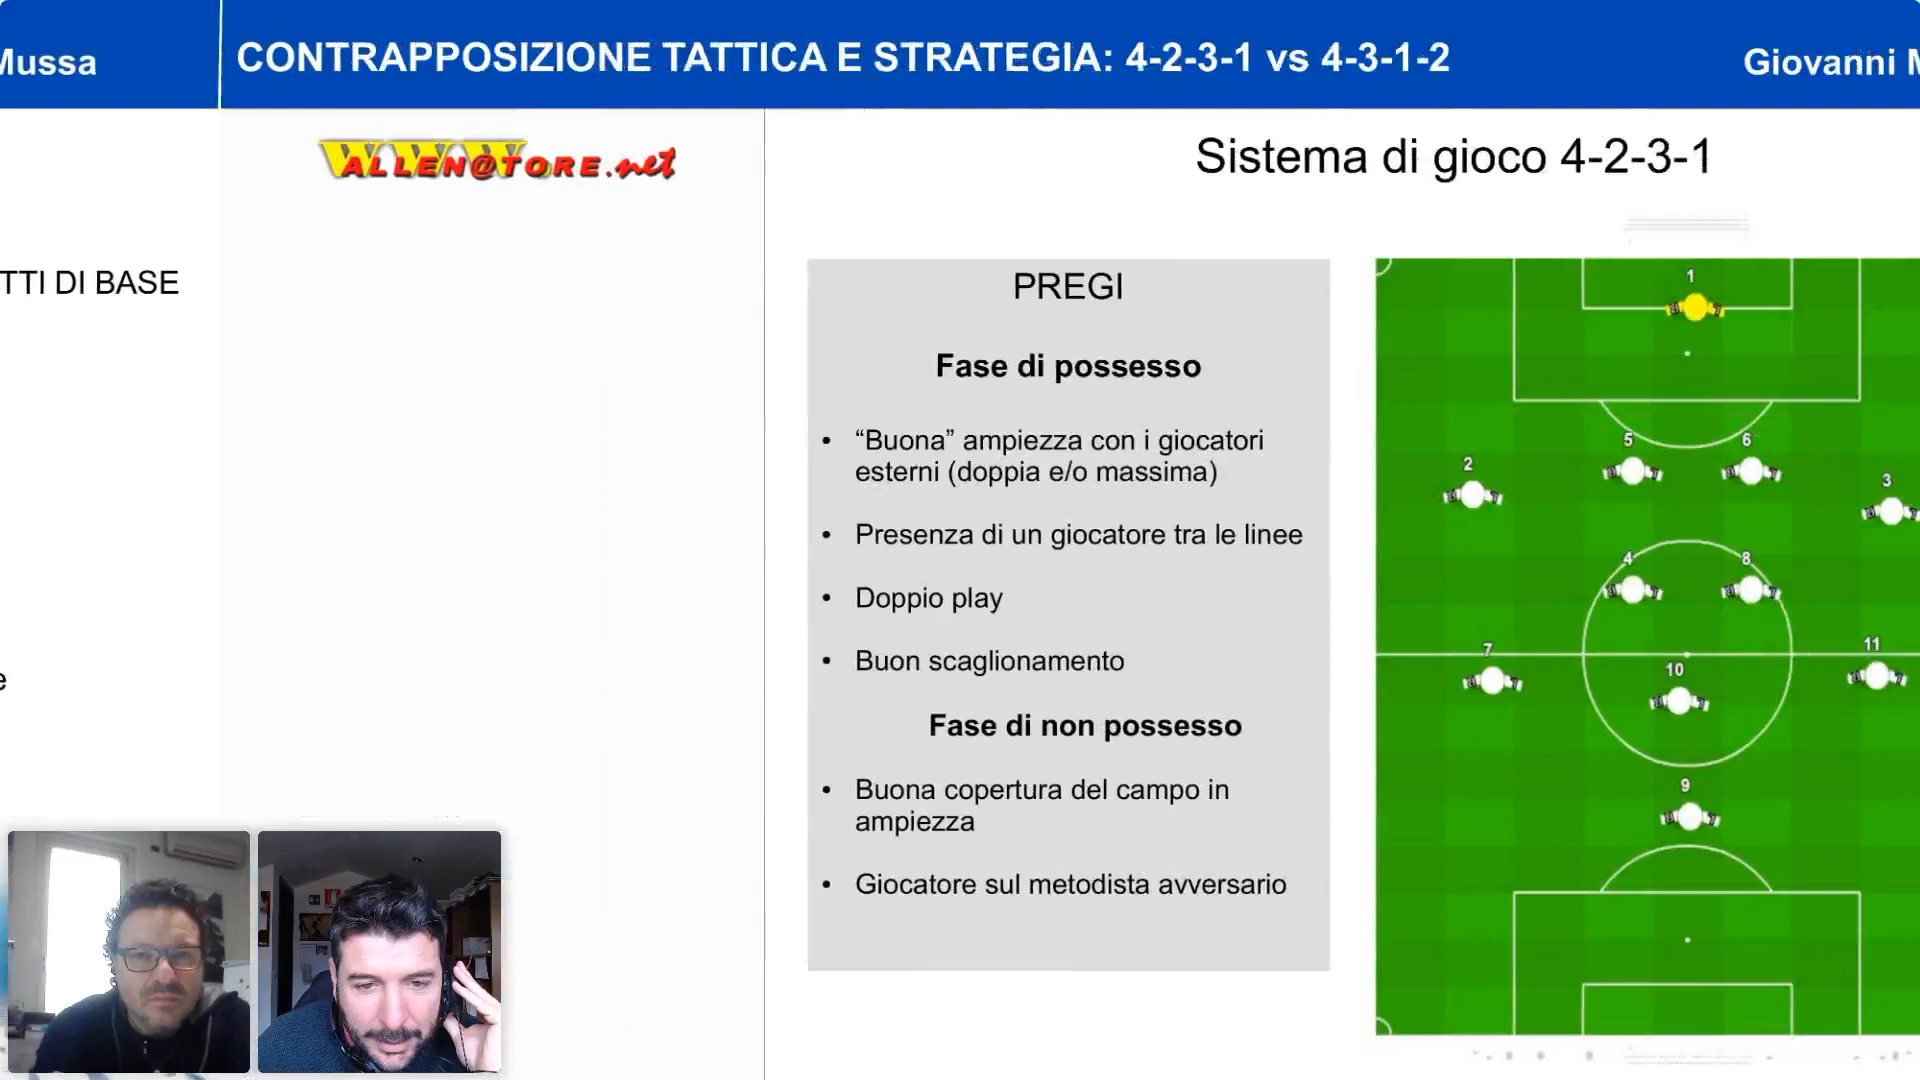 Mussa
CONTRAPPOSIZIONE TATTICA E STRATEGIA: 4-2-3-1 vs 4-3-1-2
Giovanni M
WWW
ALLEN@TORE.net
Sistema di gioco 4-2-3-1
TTI DI BASE
e
PREGI
Fase di possesso
• “Buona” ampiezza con i giocatori
esterni (doppia e/o massima)
• Presenza di un giocatore tra le linee
• Doppio play
• Buon scaglionamento
Fase di non possesso
• Buona copertura del campo in
ampiezza
• Giocatore sul metodista avversario
1
5
6
2
3
4
8
7
11
10
9